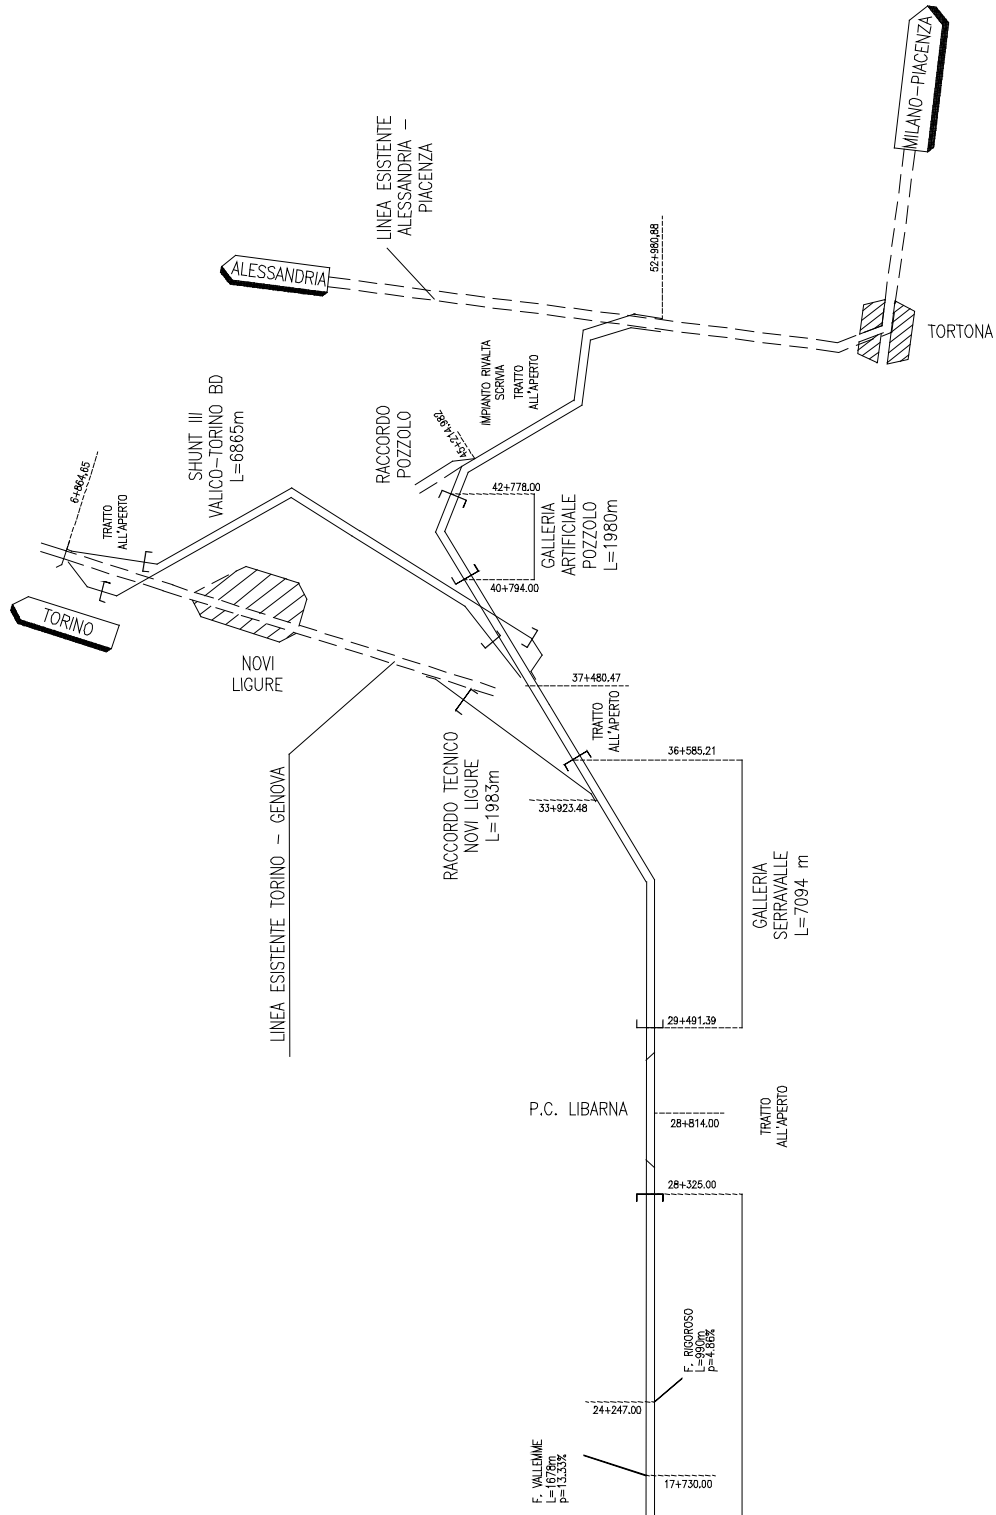 MILANO-PIACENZA
LINEA ESISTENTE
ALESSANDRIA -
PIACENZA
ALESSANDRIA
52+980,88
TORTONA
IMPIANTO RIVALTA
SCRIVIA
TRATTO
ALL'APERTO
SHUNT III
VALICO-TORINO BD
L=6865m
RACCORDO
POZZOLO
45+214,982
6+864,65
TRATTO
ALL'APERTO
42+778.00
GALLERIA
ARTIFICIALE
POZZOLO
L=1980m
40+794.00
TORINO
NOVI
LIGURE
37+480.47
TRATTO
ALL'APERTO
36+585.21
RACCORDO TECNICO
NOVI LIGURE
L=1983m
33+923.48
LINEA ESISTENTE TORINO - GENOVA
GALLERIA
SERRAVALLE
L=7094 m
29+491.39
P.C. LIBARNA
28+814.00
TRATTO
ALL'APERTO
28+325.00
F. RIGOROSO
L=990m
p=4.86%
24+247.00
F. VALLEMME
L=1678m
p=13.33%
17+730.00